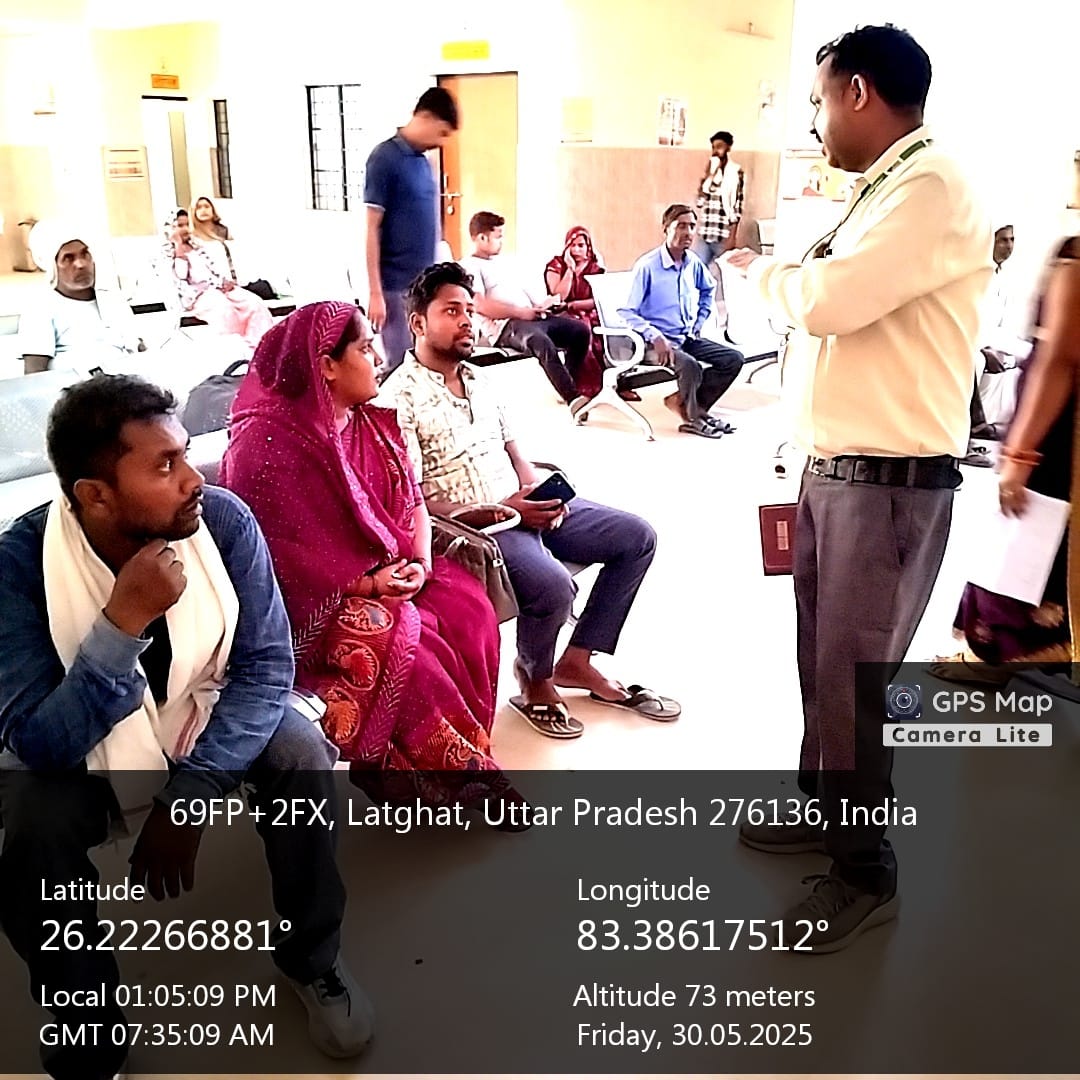 GPS Map
Camera Lite
69FP+2FX, Latghat, Uttar Pradesh 276136, India
Latitude
26.22266881°
Longitude
83.38617512°
Local 01:05:09 PM
GMT 07:35:09 AM
Altitude 73 meters
Friday, 30.05.2025